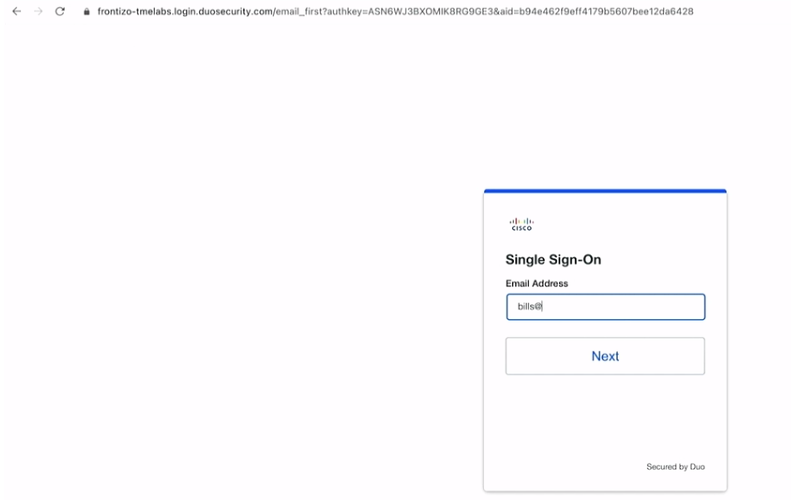 frontizo-tmelabs.login.duosecurity.com/email_first?authkey=ASN6WJ3BXOMIK8RG9GE3&aid=b94e462f9eff4179b5607bee12da6428
CISCO
Single Sign-On
Email Address
bills@
Next
Secured by Duo